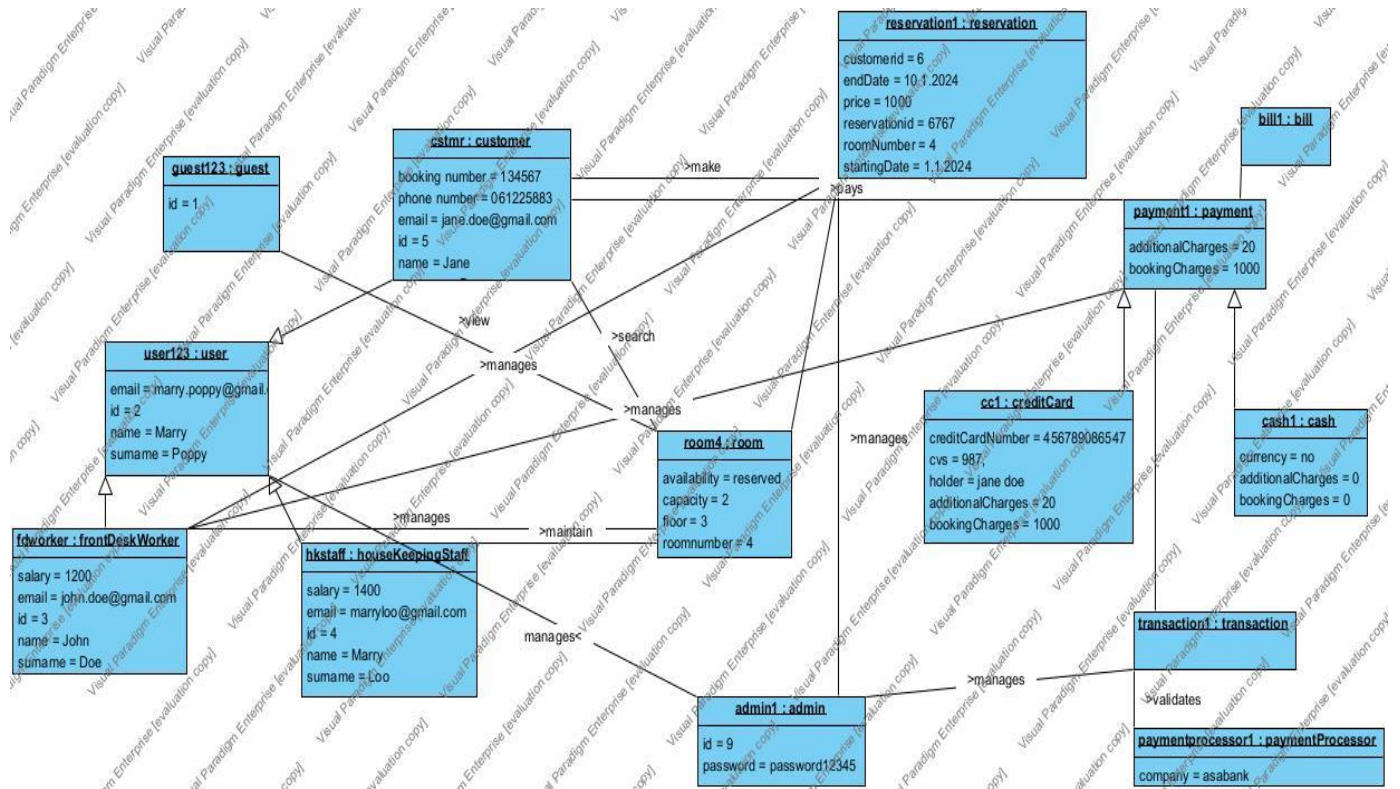 reservation1 : reservation
customerid = 6
endDate = 10.1.2024
price = 1000
reservationid = 6767
roomNumber = 4
startingDate = 1.1.2024
bill1 : bill
cstmr : customer
booking number = 134567
phone number = 061225883
email = jane.doe@gmail.com
id = 5
name = Jane
guest123 : guest
id = 1
>make
>pays
payment1 : payment
additionalCharges = 20
bookingCharges = 1000
>view
>search
user123 : user
email = marry.poppy@gmail.
id = 2
name = Marry
surname = Poppy
>manages
>manages
cc1 : creditCard
creditCardNumber = 456789086547
cvs = 987,
holder = jane doe
additionalCharges = 20
bookingCharges = 1000
cash1 : cash
currency = no
additionalCharges = 0
bookingCharges = 0
room4 : room
availability = reserved
capacity = 2
floor = 3
roomnumber = 4
>manages
>manages
>maintain
fdworker : frontDeskWorker
salary = 1200
email = john.doe@gmail.com
id = 3
name = John
surname = Doe
hkstaff : houseKeepingStaff
salary = 1400
email = marryloo@gmail.com
id = 4
name = Marry
surname = Loo
manages<
transaction1 : transaction
>manages
>validates
admin1 : admin
id = 9
password = password12345
paymentprocessor1 : paymentProcessor
company = asabank
Visual Paradigm Enterprise [evaluation copy]